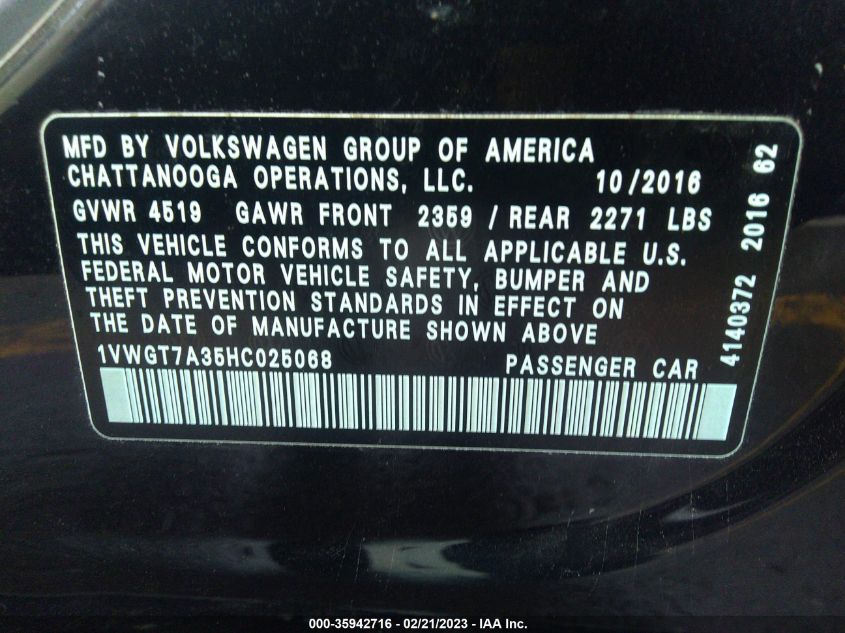 MFD BY VOLKSWAGEN GROUP OF AMERICA
CHATTANOOGA OPERATIONS, LLC. 10/2016
GVWR 4519 GAWR FRONT 2359 / REAR 2271 LBS
THIS VEHICLE CONFORMS TO ALL APPLICABLE U.S.
FEDERAL MOTOR VEHICLE SAFETY, BUMPER AND
THEFT PREVENTION STANDARDS IN EFFECT ON
THE DATE OF MANUFACTURE SHOWN ABOVE
1VWGT7A35HC025068 PASSENGER CAR
4140372 2016 62
000-35942716 - 02/21/2023 - IAA Inc.